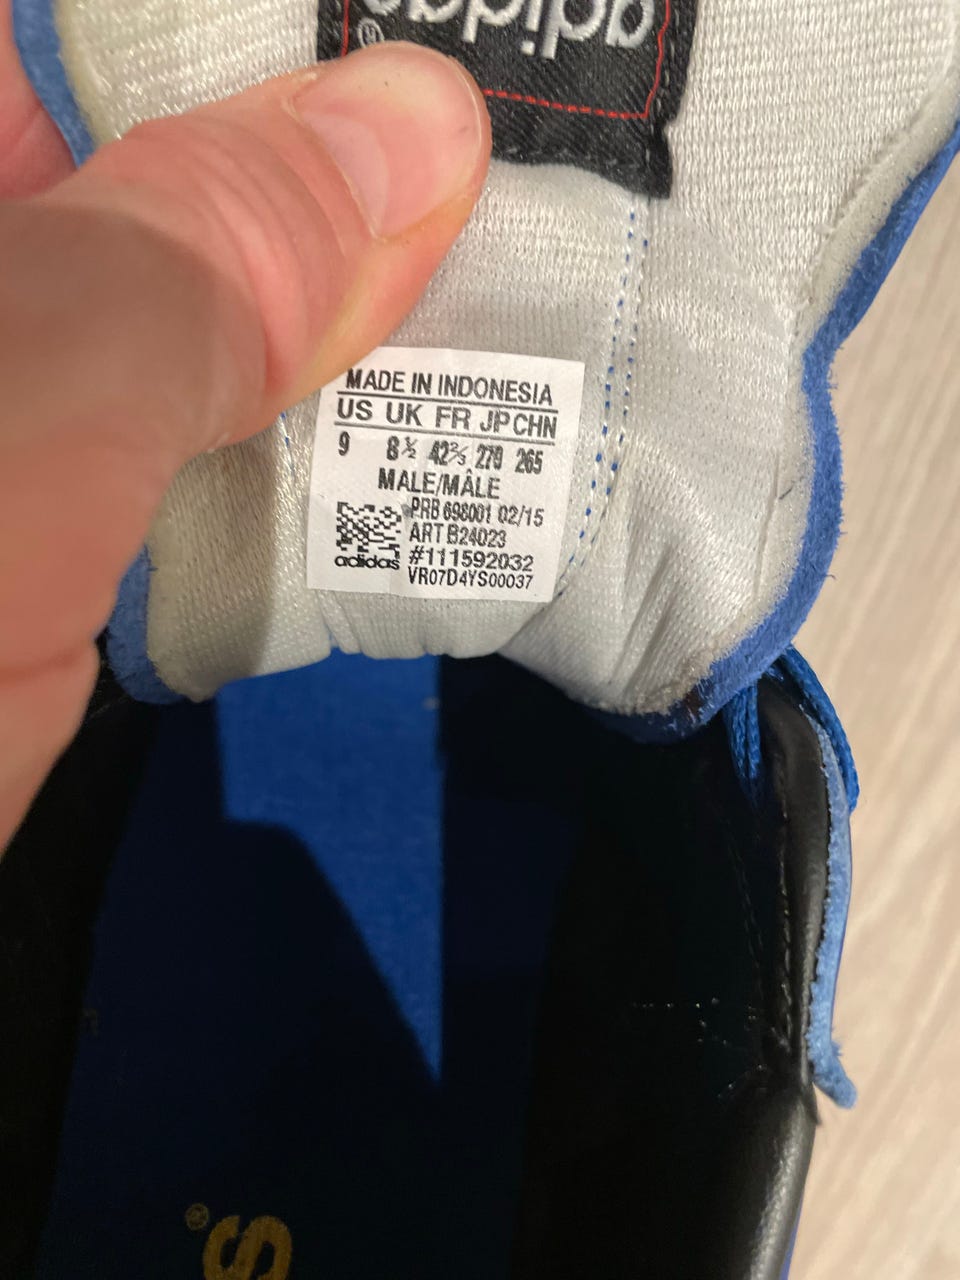 adidas
®
MADE IN INDONESIA
US UK FR JP CHN
9 8½ 42⅔ 270 265
MALE/MÂLE
PRB 698001 02/15
ART B24023
#111592032
VR07D4YS00037
adidas
®
S